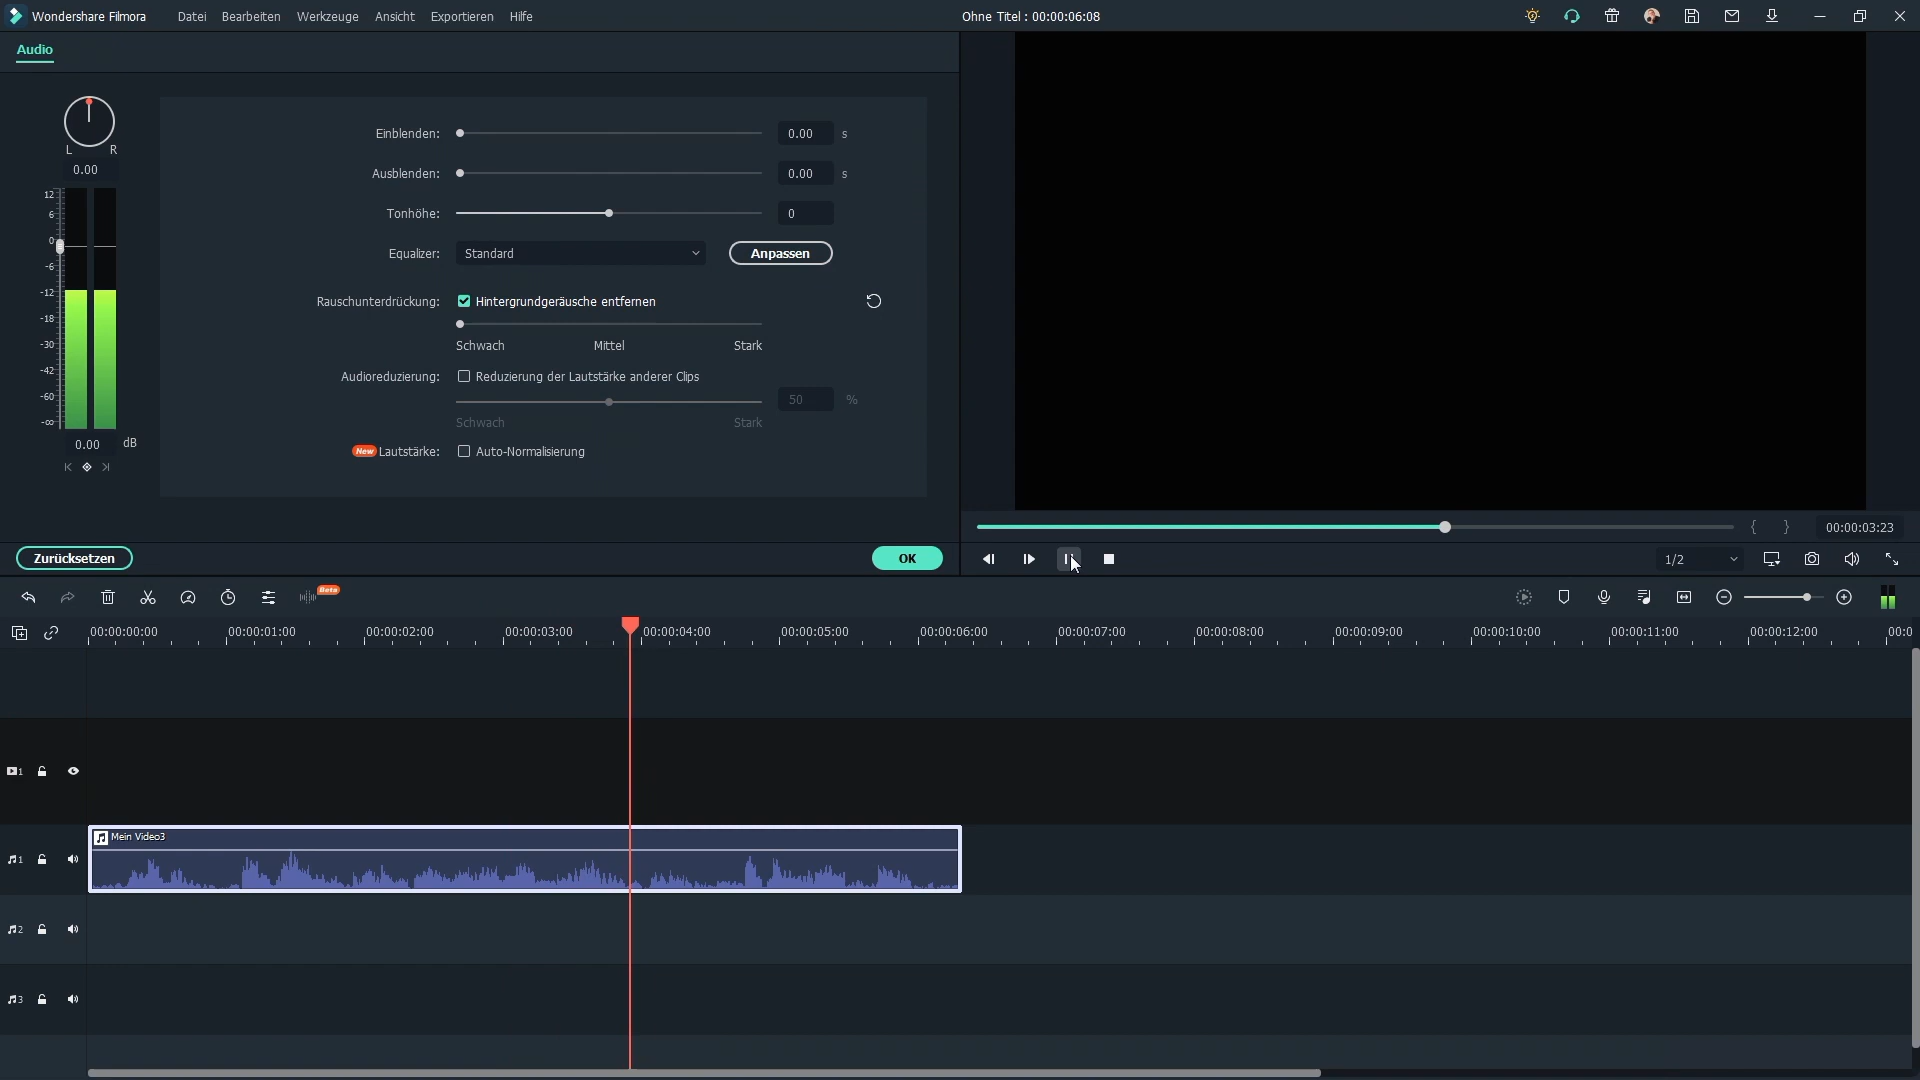 Wondershare Filmora Datei Bearbeiten Werkzeuge Ansicht Exportieren Hilfe Ohne Titel : 00:00:06:08
Audio
L R
0.00
12
6
0
-6
-12
-18
-30
-42
-60
-∞
0.00 dB
Einblenden: 0.00 s
Ausblenden: 0.00 s
Tonhöhe: 0
Equalizer: Standard Anpassen
Rauschunterdrückung: Hintergrundgeräusche entfernen
Schwach Mittel Stark
Audioreduzierung: Reduzierung der Lautstärke anderer Clips
50 %
Schwach Stark
New Lautstärke: Auto-Normalisierung
{ } 00:00:03:23
Zurücksetzen OK
1/2
Beta
00:00:00:00 00:00:01:00 00:00:02:00 00:00:03:00 00:00:04:00 00:00:05:00 00:00:06:00 00:00:07:00 00:00:08:00 00:00:09:00 00:00:10:00 00:00:11:00 00:00:12:00
1
Mein Video3
1
2
3